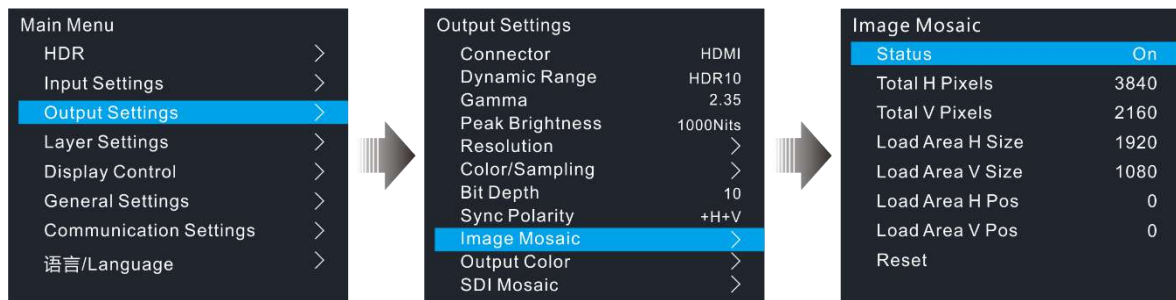 Main Menu
HDR
Input Settings
Output Settings
Layer Settings
Display Control
General Settings
Communication Settings
语言/Language
Output Settings
Connector HDMI
Dynamic Range HDR10
Gamma 2.35
Peak Brightness 1000Nits
Resolution
Color/Sampling
Bit Depth 10
Sync Polarity +H+V
Image Mosaic
Output Color
SDI Mosaic
Image Mosaic
Status On
Total H Pixels 3840
Total V Pixels 2160
Load Area H Size 1920
Load Area V Size 1080
Load Area H Pos 0
Load Area V Pos 0
Reset